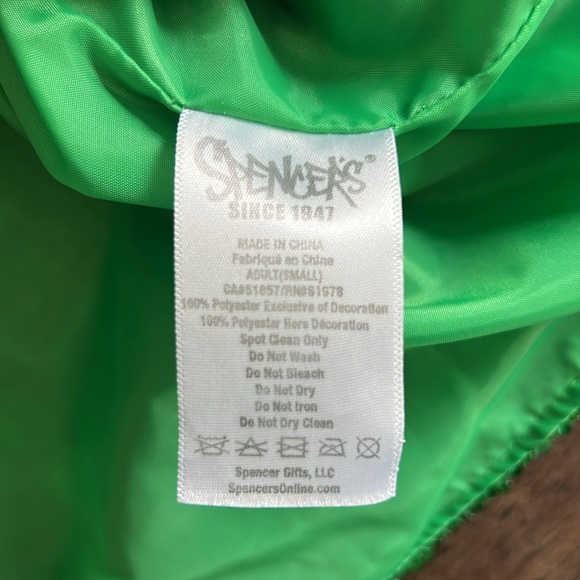 SPENCER'S®
SINCE 1947
MADE IN CHINA
Fabriqué en Chine
ADULT(SMALL)
CA#51857/RN#81978
100% Polyester Exclusive of Decoration
100% Polyester Hors Décoration
Spot Clean Only
Do Not Wash
Do Not Bleach
Do Not Dry
Do Not Iron
Do Not Dry Clean
Spencer Gifts, LLC
SpencersOnline.com